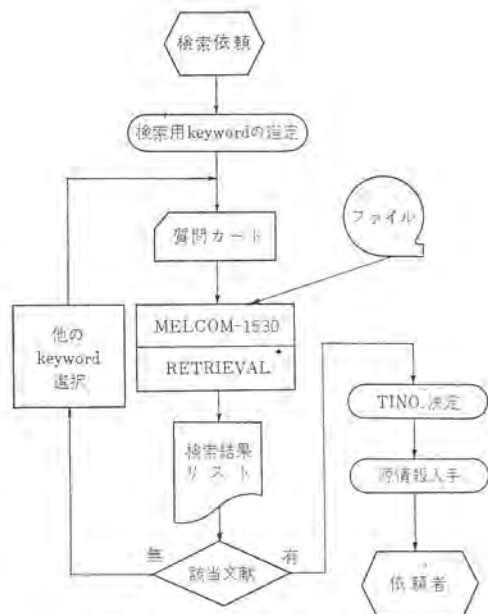 検索依頼
検索用keywordの選定
質問カード
ファイル
MELCOM-1530
RETRIEVAL
他の
keyword
選択
検索結果
リスト
該当文献
無
有
TINO.決定
源情報入手
依頼者